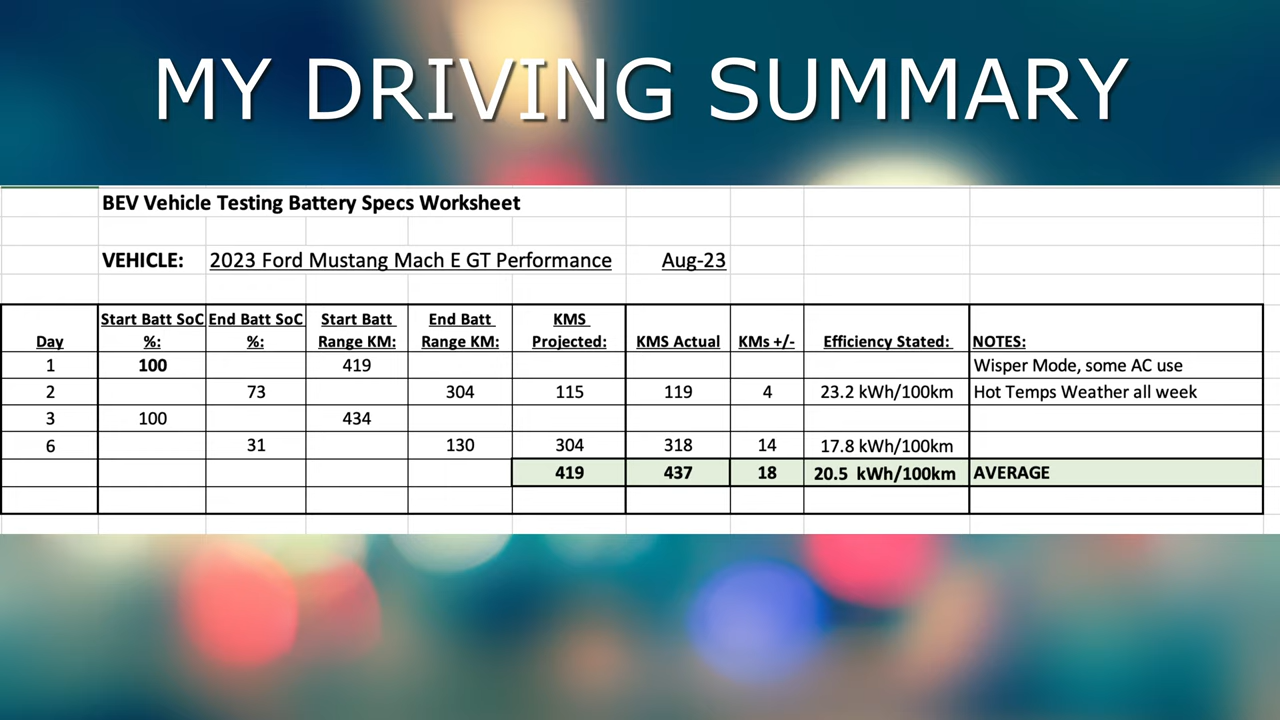 MY DRIVING SUMMARY
BEV Vehicle Testing Battery Specs Worksheet
VEHICLE: 2023 Ford Mustang Mach E GT Performance Aug-23
Day Start Batt SoC %: End Batt SoC %: Start Batt Range KM: End Batt Range KM: KMS Projected: KMS Actual KMs +/- Efficiency Stated: NOTES:
1 100 419 Wisper Mode, some AC use
2 73 304 115 119 4 23.2 kWh/100km Hot Temps Weather all week
3 100 434
6 31 130 304 318 14 17.8 kWh/100km
419 437 18 20.5 kWh/100km AVERAGE